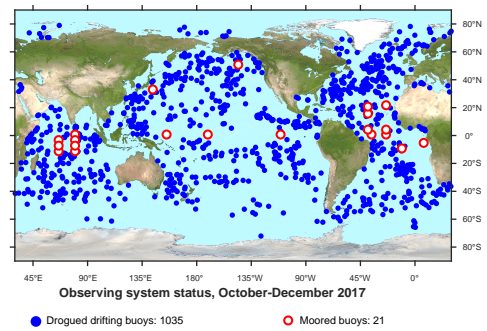 80°N
60°N
40°N
20°N
0°
20°S
40°S
60°S
80°S
45°E 90°E 135°E 180° 135°W 90°W 45°W 0°
Observing system status, October-December 2017
Drogued drifting buoys: 1035 Moored buoys: 21